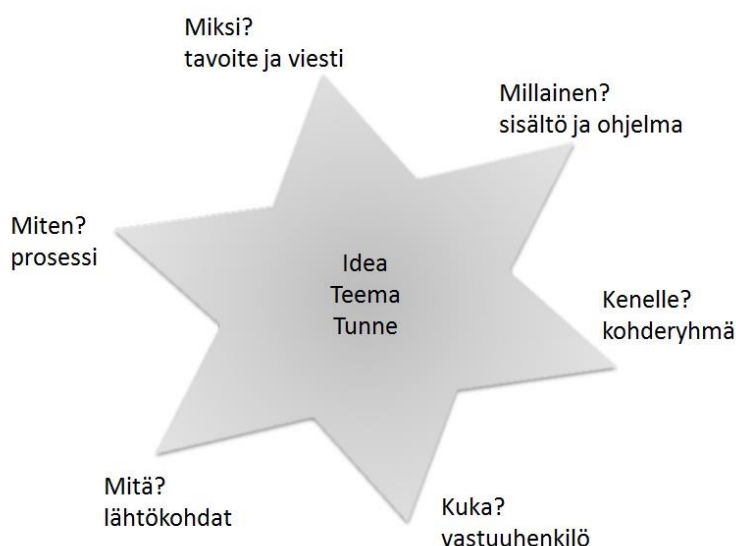 Miksi?
tavoite ja viesti
Millainen?
sisältö ja ohjelma
Miten?
prosessi
Idea
Teema
Tunne
Kenelle?
kohderyhmä
Mitä?
lähtökohdat
Kuka?
vastuuhenkilö